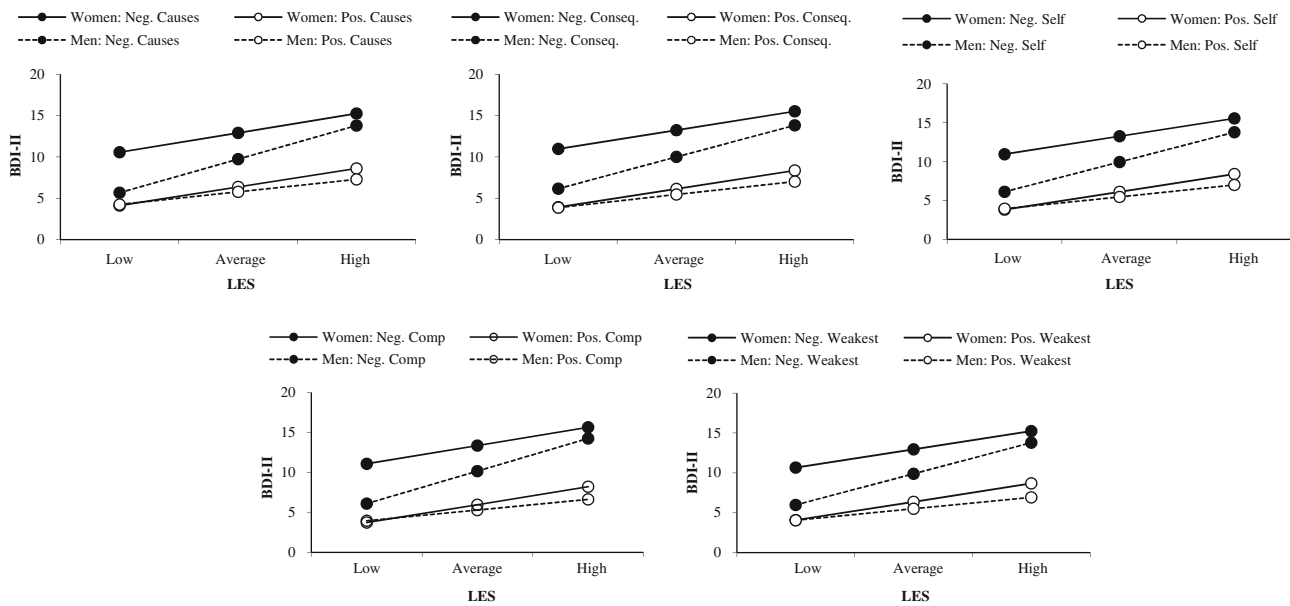 Women: Neg. Causes Women: Pos. Causes
Men: Neg. Causes Men: Pos. Causes
20
15
10
5
0
BDI-II
Low Average High
LES
Women: Neg. Conseq. Women: Pos. Conseq.
Men: Neg. Conseq. Men: Pos. Conseq.
20
15
10
5
0
BDI-II
Low Average High
LES
Women: Neg. Self Women: Pos. Self
Men: Neg. Self Men: Pos. Self
20
15
10
5
0
BDI-II
Low Average High
LES
Women: Neg. Comp Women: Pos. Comp
Men: Neg. Comp Men: Pos. Comp
20
15
10
5
0
BDI-II
Low Average High
LES
Women: Neg. Weakest Women: Pos. Weakest
Men: Neg. Weakest Men: Pos. Weakest
20
15
10
5
0
BDI-II
Low Average High
LES